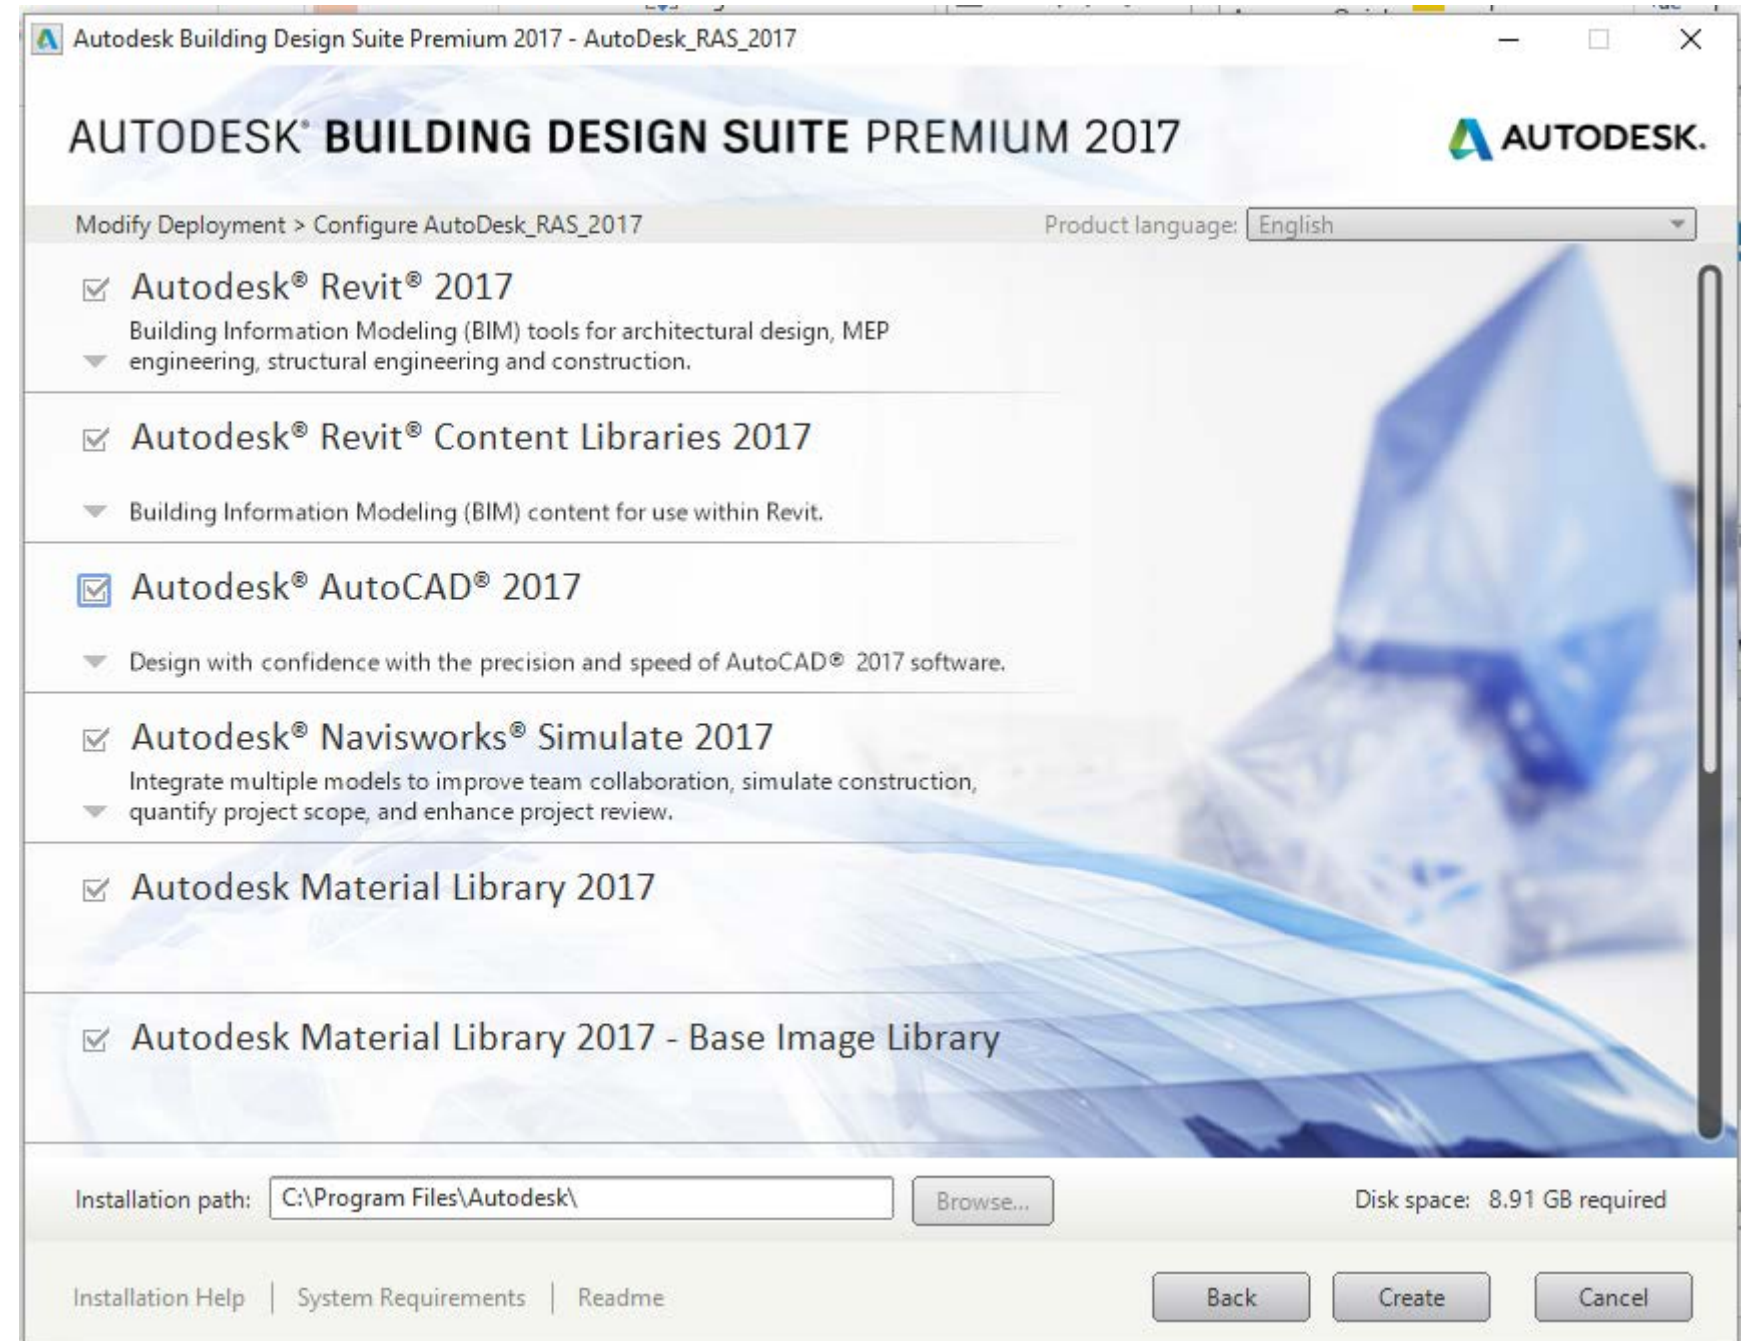 Autodesk Building Design Suite Premium 2017 - AutoDesk_RAS_2017
AUTODESK® BUILDING DESIGN SUITE PREMIUM 2017
AUTODESK.
Modify Deployment > Configure AutoDesk_RAS_2017
Product language: English
Autodesk® Revit® 2017
Building Information Modeling (BIM) tools for architectural design, MEP
engineering, structural engineering and construction.
Autodesk® Revit® Content Libraries 2017
Building Information Modeling (BIM) content for use within Revit.
Autodesk® AutoCAD® 2017
Design with confidence with the precision and speed of AutoCAD® 2017 software.
Autodesk® Navisworks® Simulate 2017
Integrate multiple models to improve team collaboration, simulate construction,
quantify project scope, and enhance project review.
Autodesk Material Library 2017
Autodesk Material Library 2017 - Base Image Library
Installation path: C:\Program Files\Autodesk\ Browse...
Disk space: 8.91 GB required
Installation Help | System Requirements | Readme
Back Create Cancel